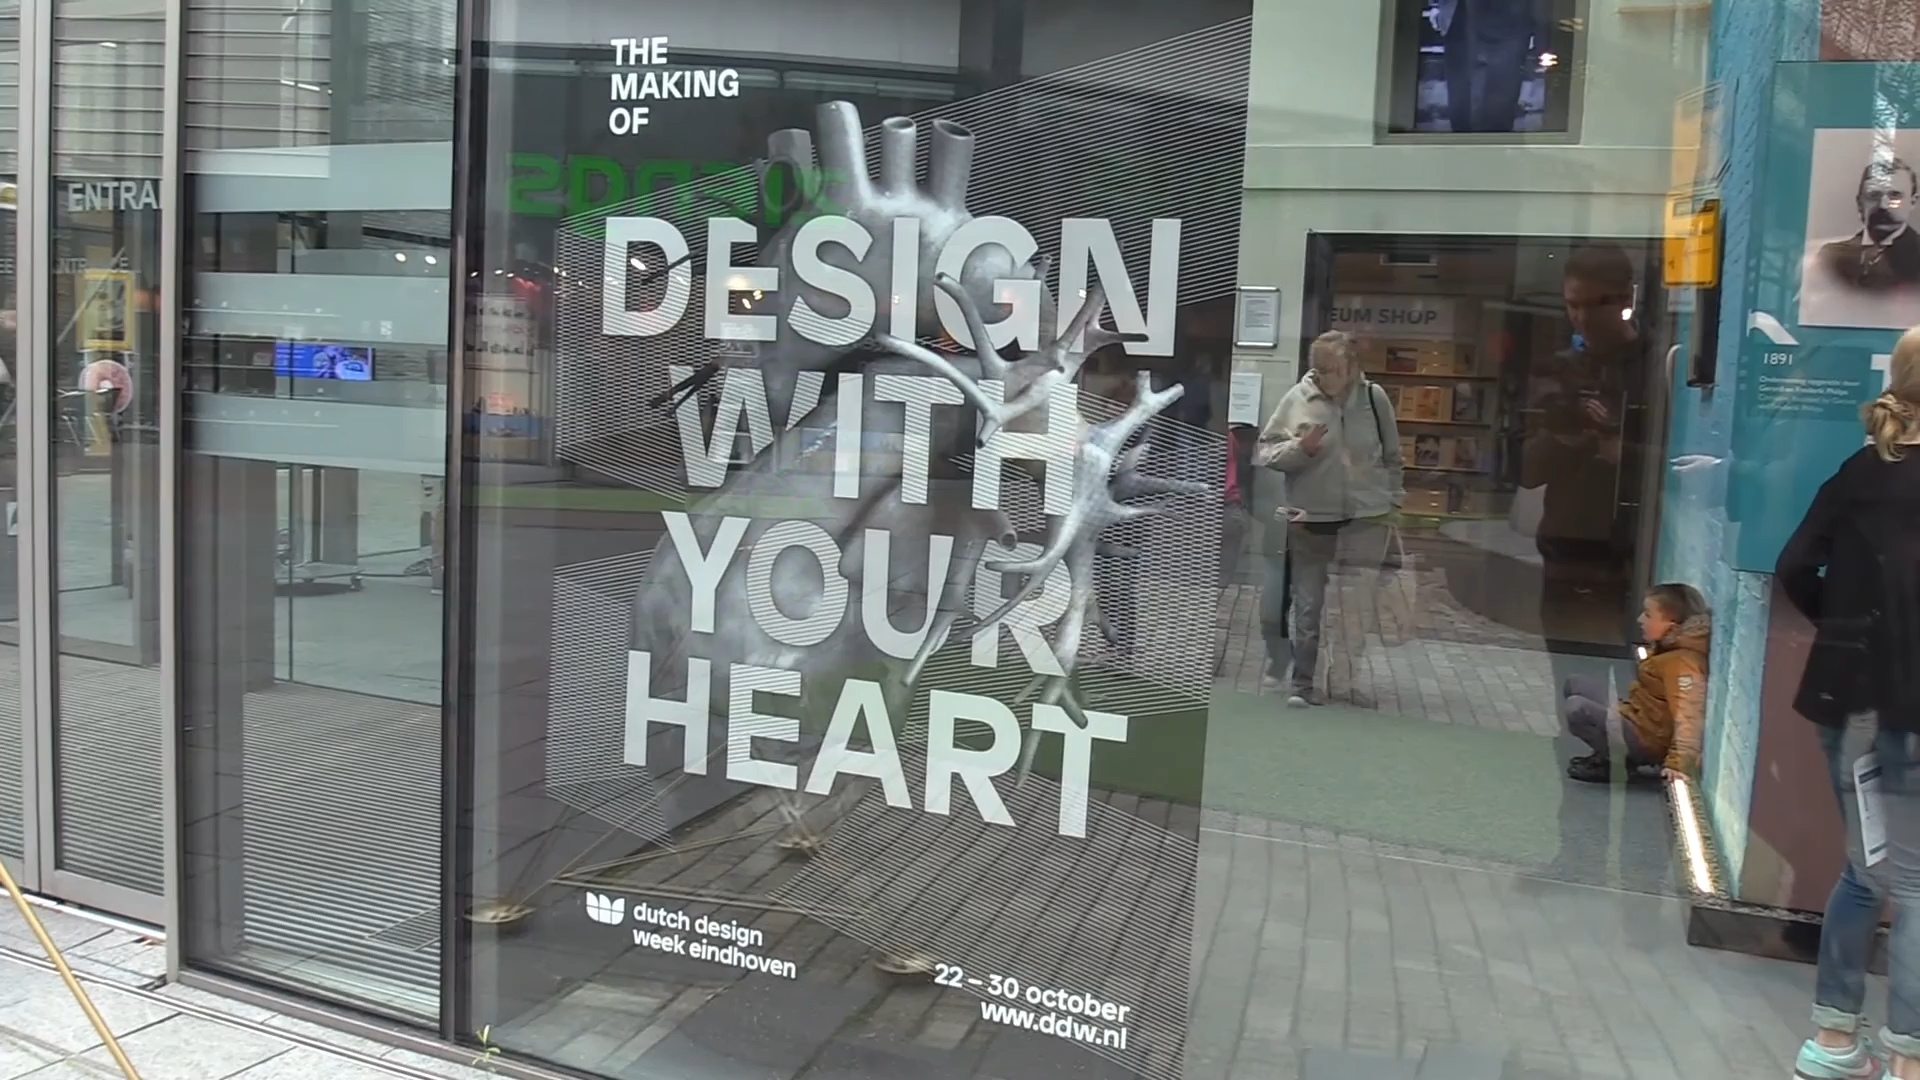 THE
MAKING
OF
DESIGN
WITH
YOUR
HEART
dutch design
week eindhoven
22 – 30 october
www.ddw.nl
ENTRA
EUM SHOP
1891